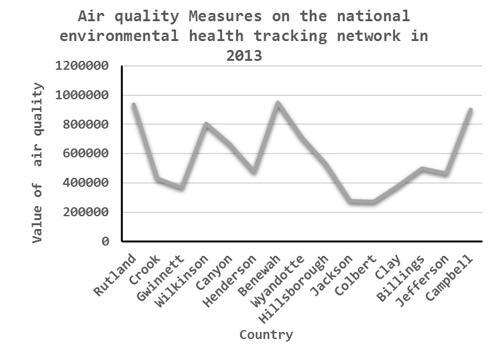 Air quality Measures on the national
environmental health tracking network in
2013
Value of  air quality
1200000
1000000
800000
600000
400000
200000
0
Rutland
Crook
Gwinnett
Wilkinson
Canyon
Henderson
Benewah
Wyandotte
Hillsborough
Jackson
Colbert
Clay
Billings
Jefferson
Campbell
Country